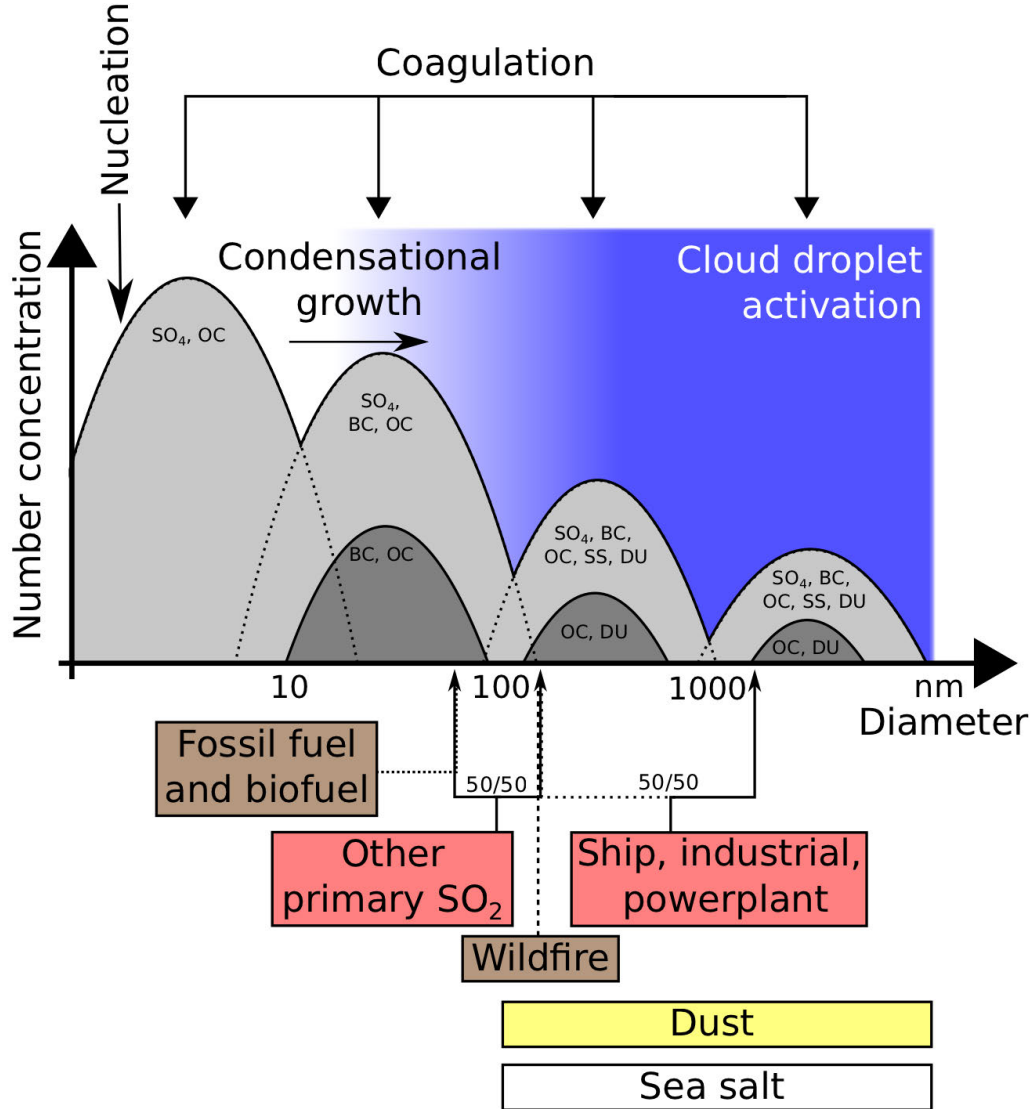 Coagulation
Nucleation
Number concentration
Condensational
growth
Cloud droplet
activation
SO₄, OC
SO₄,
BC, OC
BC, OC
SO₄, BC,
OC, SS, DU
OC, DU
SO₄, BC,
OC, SS, DU
OC, DU
10
100
1000
nm
Diameter
Fossil fuel
and biofuel
50/50
50/50
Other
primary SO₂
Ship, industrial,
powerplant
Wildfire
Dust
Sea salt